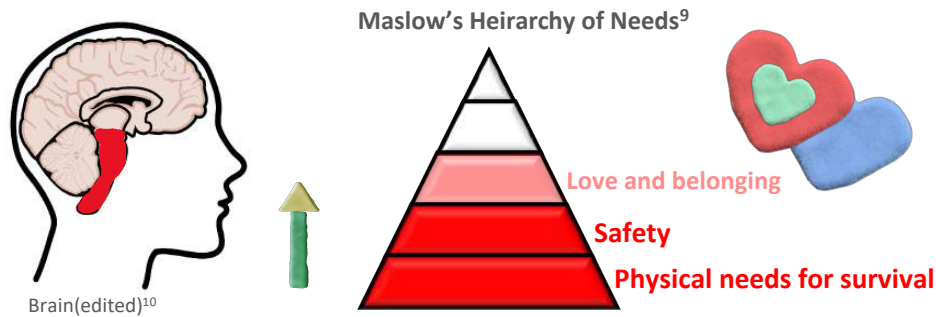 Maslow’s Heirarchy of Needs⁹
Love and belonging
Safety
Physical needs for survival
Brain(edited)¹⁰